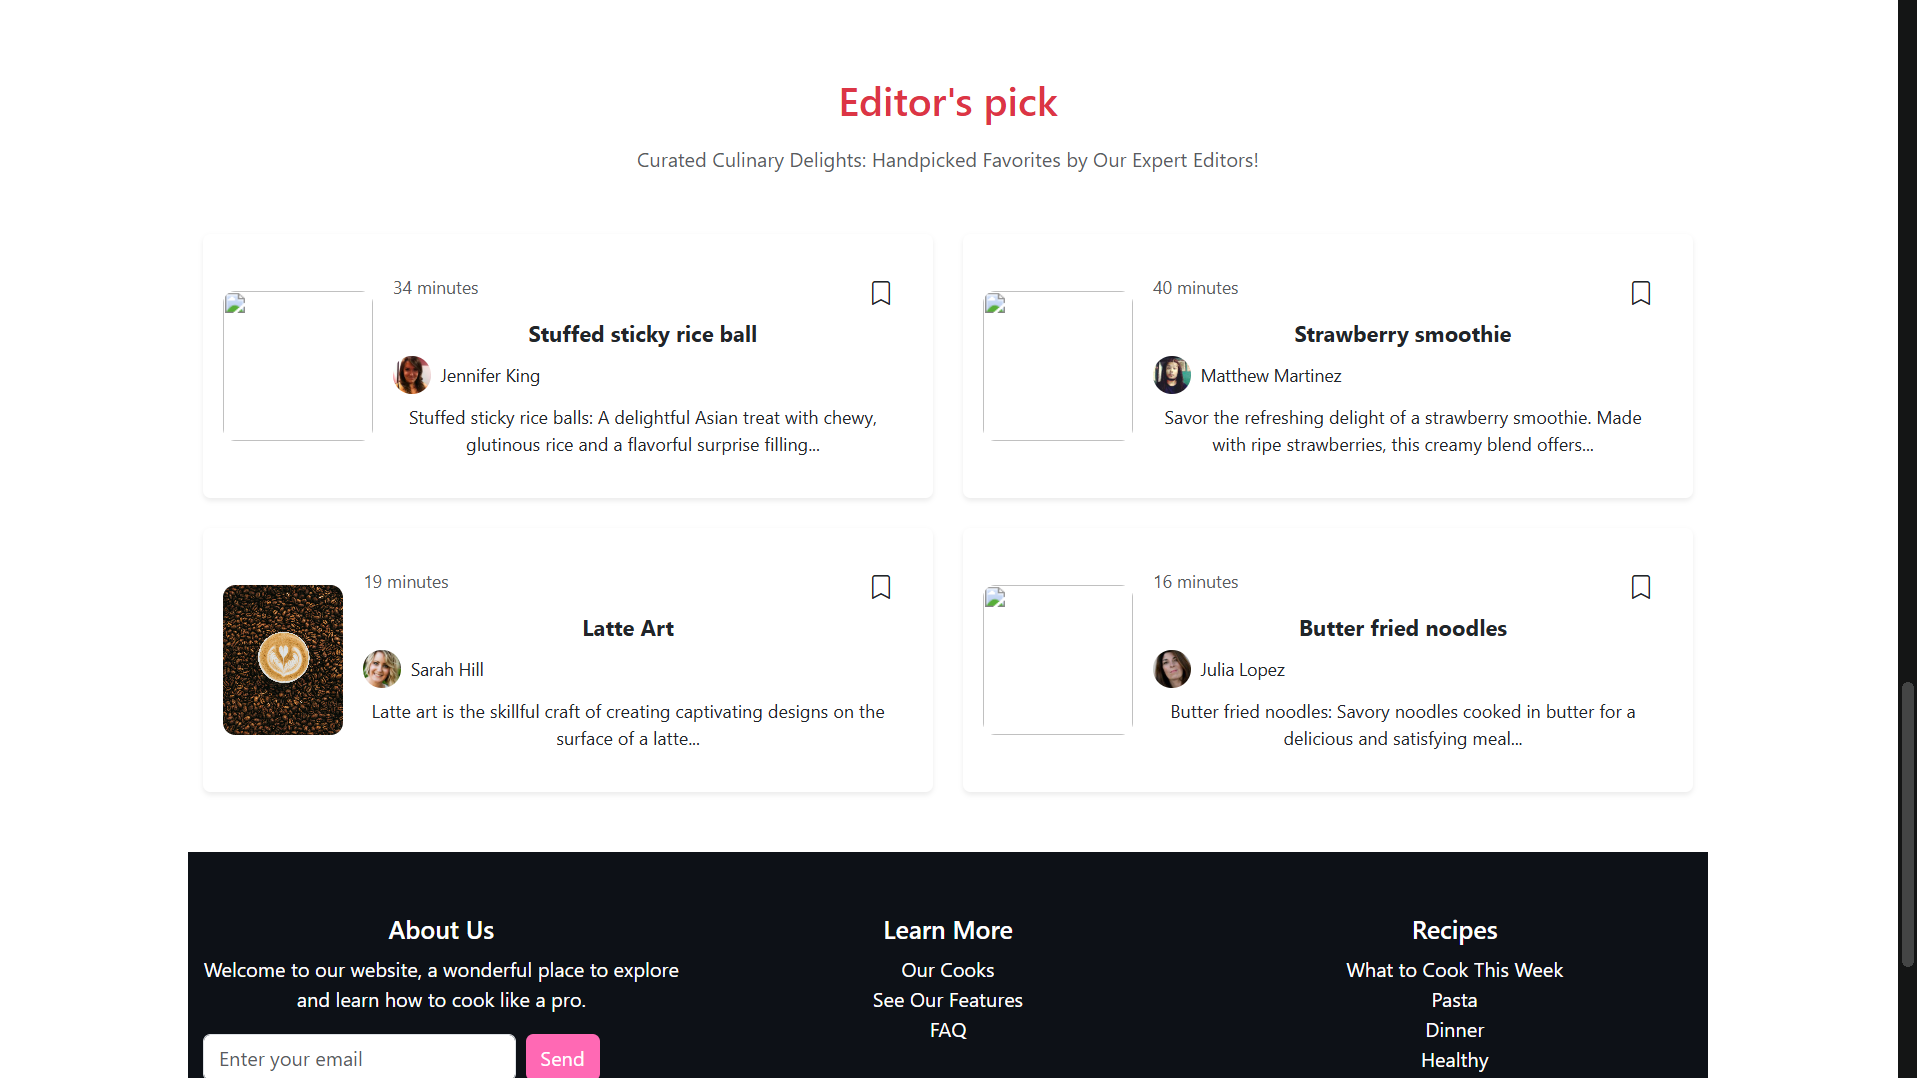 Editor's pick
Curated Culinary Delights: Handpicked Favorites by Our Expert Editors!
34 minutes
Stuffed sticky rice ball
Jennifer King
Stuffed sticky rice balls: A delightful Asian treat with chewy,
glutinous rice and a flavorful surprise filling...
40 minutes
Strawberry smoothie
Matthew Martinez
Savor the refreshing delight of a strawberry smoothie. Made
with ripe strawberries, this creamy blend offers...
19 minutes
Latte Art
Sarah Hill
Latte art is the skillful craft of creating captivating designs on the
surface of a latte...
16 minutes
Butter fried noodles
Julia Lopez
Butter fried noodles: Savory noodles cooked in butter for a
delicious and satisfying meal...
About Us
Welcome to our website, a wonderful place to explore
and learn how to cook like a pro.
Enter your email
Send
Learn More
Our Cooks
See Our Features
FAQ
Recipes
What to Cook This Week
Pasta
Dinner
Healthy